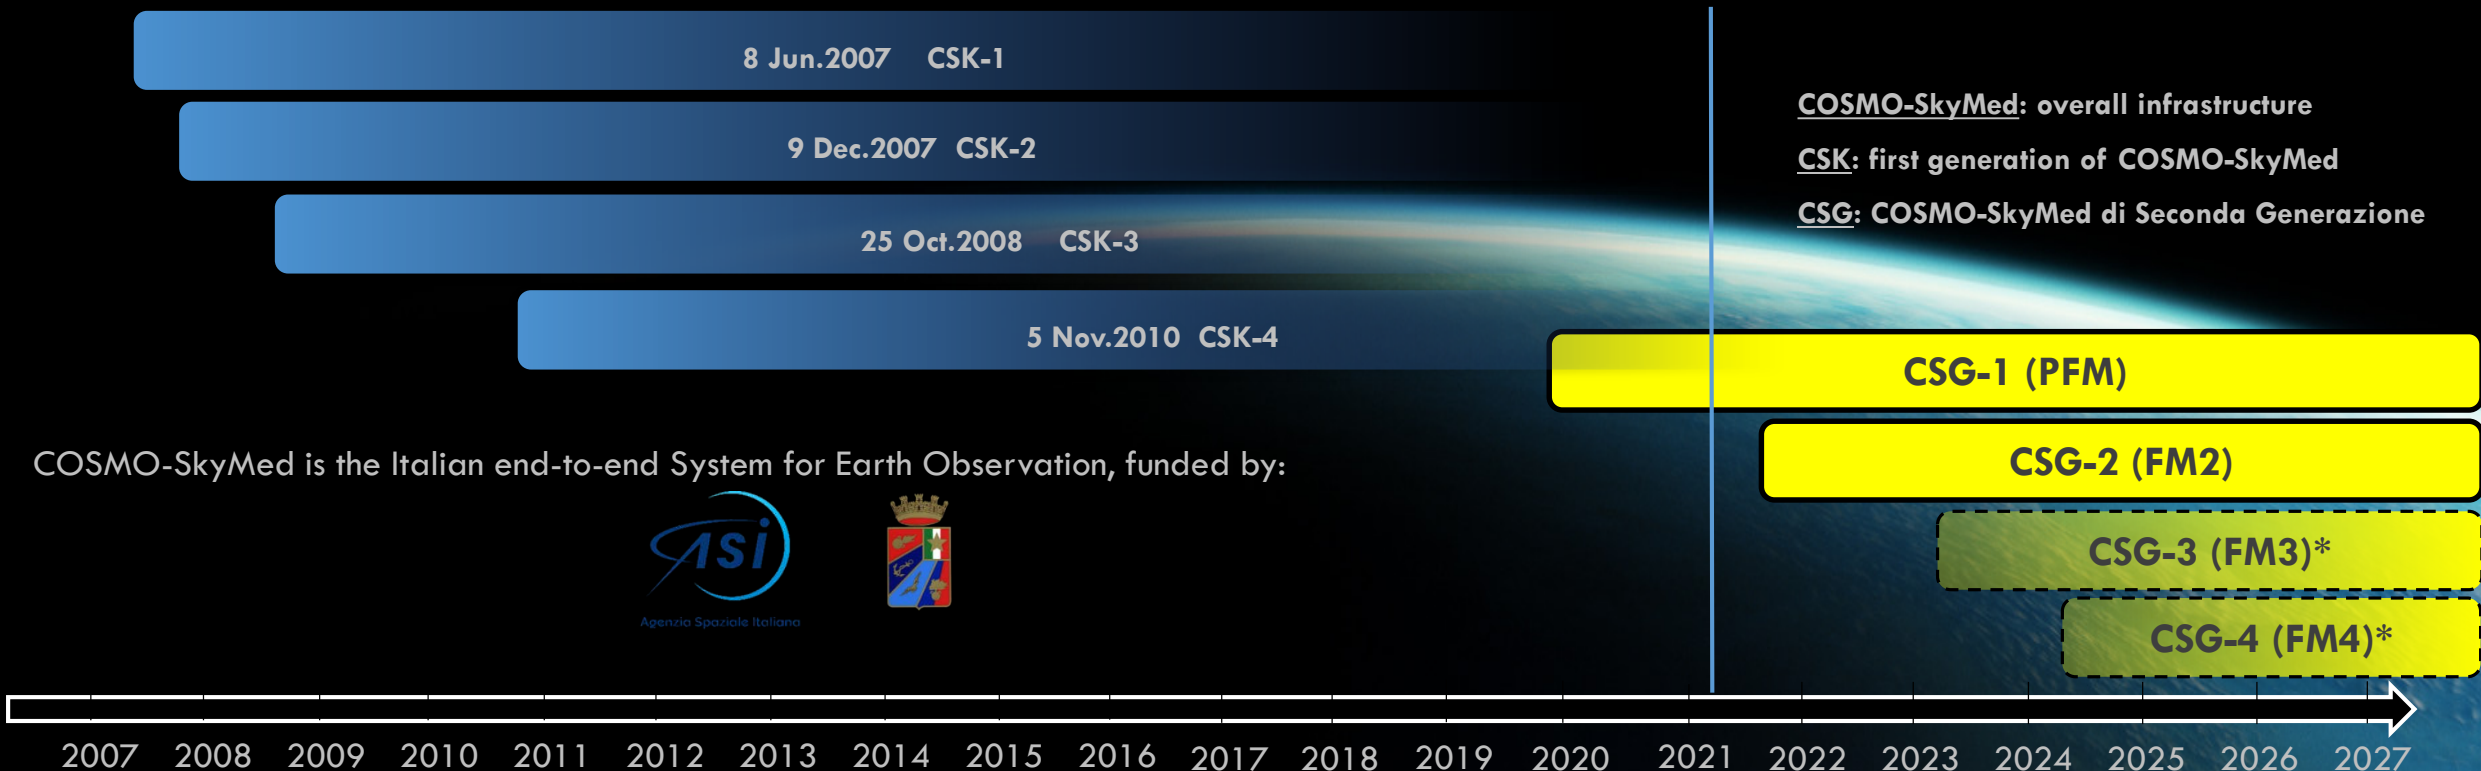 8 Jun.2007 CSK-1
9 Dec.2007 CSK-2
25 Oct.2008 CSK-3
5 Nov.2010 CSK-4
COSMO-SkyMed: overall infrastructure
CSK: first generation of COSMO-SkyMed
CSG: COSMO-SkyMed di Seconda Generazione
CSG-1 (PFM)
CSG-2 (FM2)
CSG-3 (FM3)*
CSG-4 (FM4)*
COSMO-SkyMed is the Italian end-to-end System for Earth Observation, funded by:
ASI
Agenzia Spaziale Italiana
2007 2008 2009 2010 2011 2012 2013 2014 2015 2016 2017 2018 2019 2020 2021 2022 2023 2024 2025 2026 2027